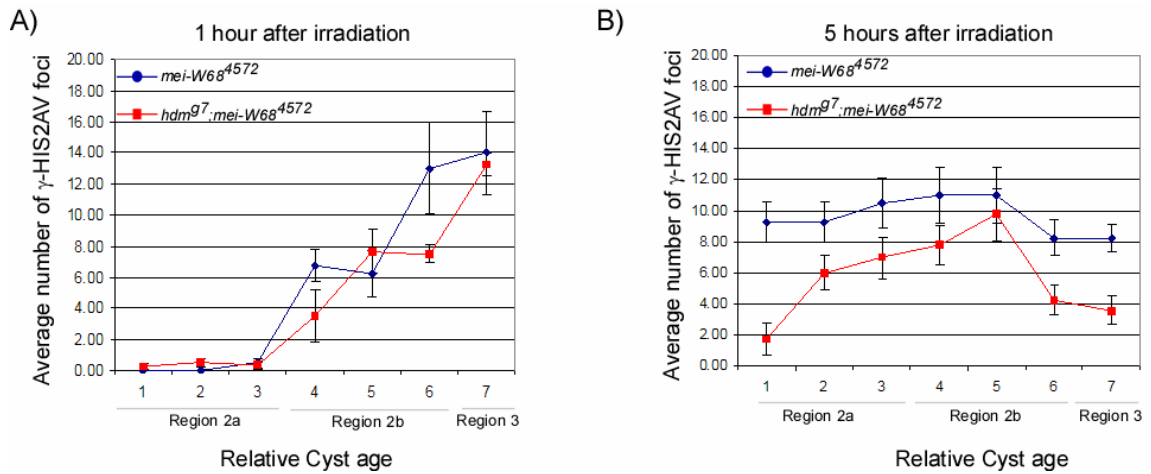 A)
1 hour after irradiation
Average number of γ-HIS2AV foci
20.00
18.00
16.00
14.00
12.00
10.00
8.00
6.00
4.00
2.00
0.00
mei-W68^4572
hdm^g7;mei-W68^4572
1 2 3 4 5 6 7
Region 2a Region 2b Region 3
Relative Cyst age
B)
5 hours after irradiation
Average number of γ-HIS2AV foci
20.00
18.00
16.00
14.00
12.00
10.00
8.00
6.00
4.00
2.00
0.00
mei-W68^4572
hdm^g7;mei-W68^4572
1 2 3 4 5 6 7
Region 2a Region 2b Region 3
Relative Cyst age